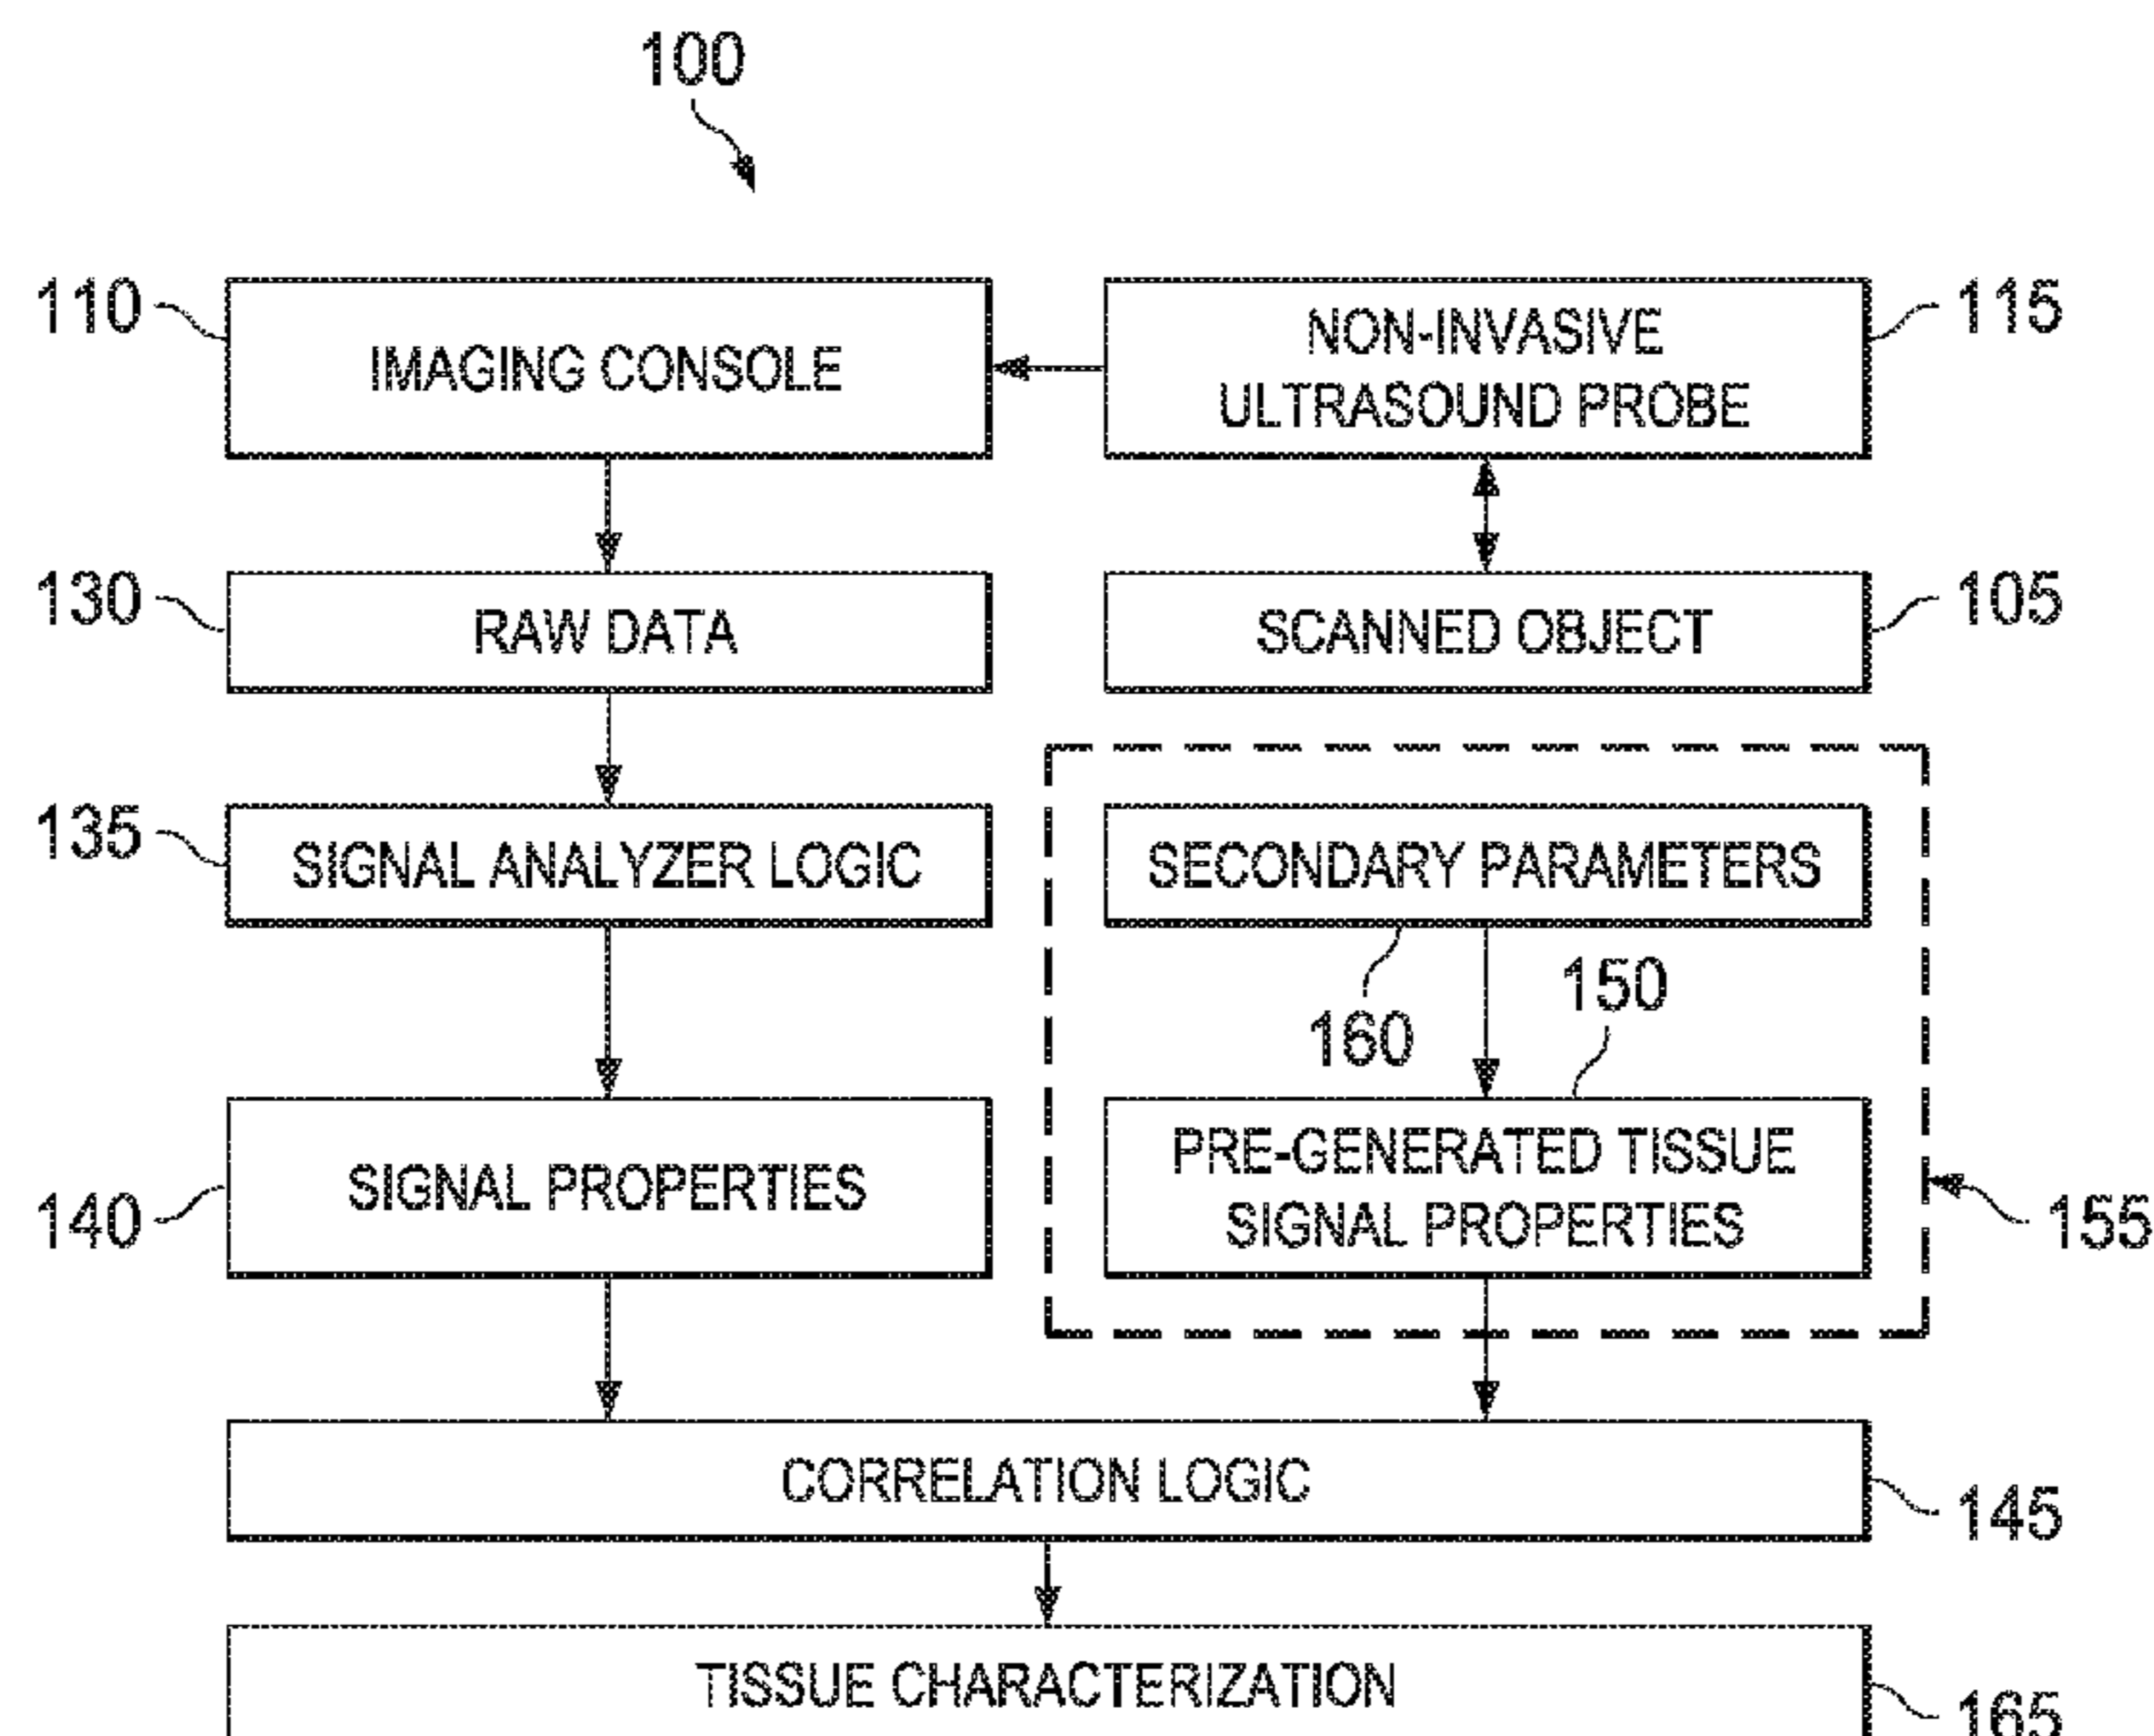 100
110
IMAGING CONSOLE
NON-INVASIVE
ULTRASOUND PROBE
115
130
RAW DATA
SCANNED OBJECT
105
135
SIGNAL ANALYZER LOGIC
SECONDARY PARAMETERS
160
150
140
SIGNAL PROPERTIES
PRE-GENERATED TISSUE
SIGNAL PROPERTIES
155
CORRELATION LOGIC
145
TISSUE CHARACTERIZATION
165